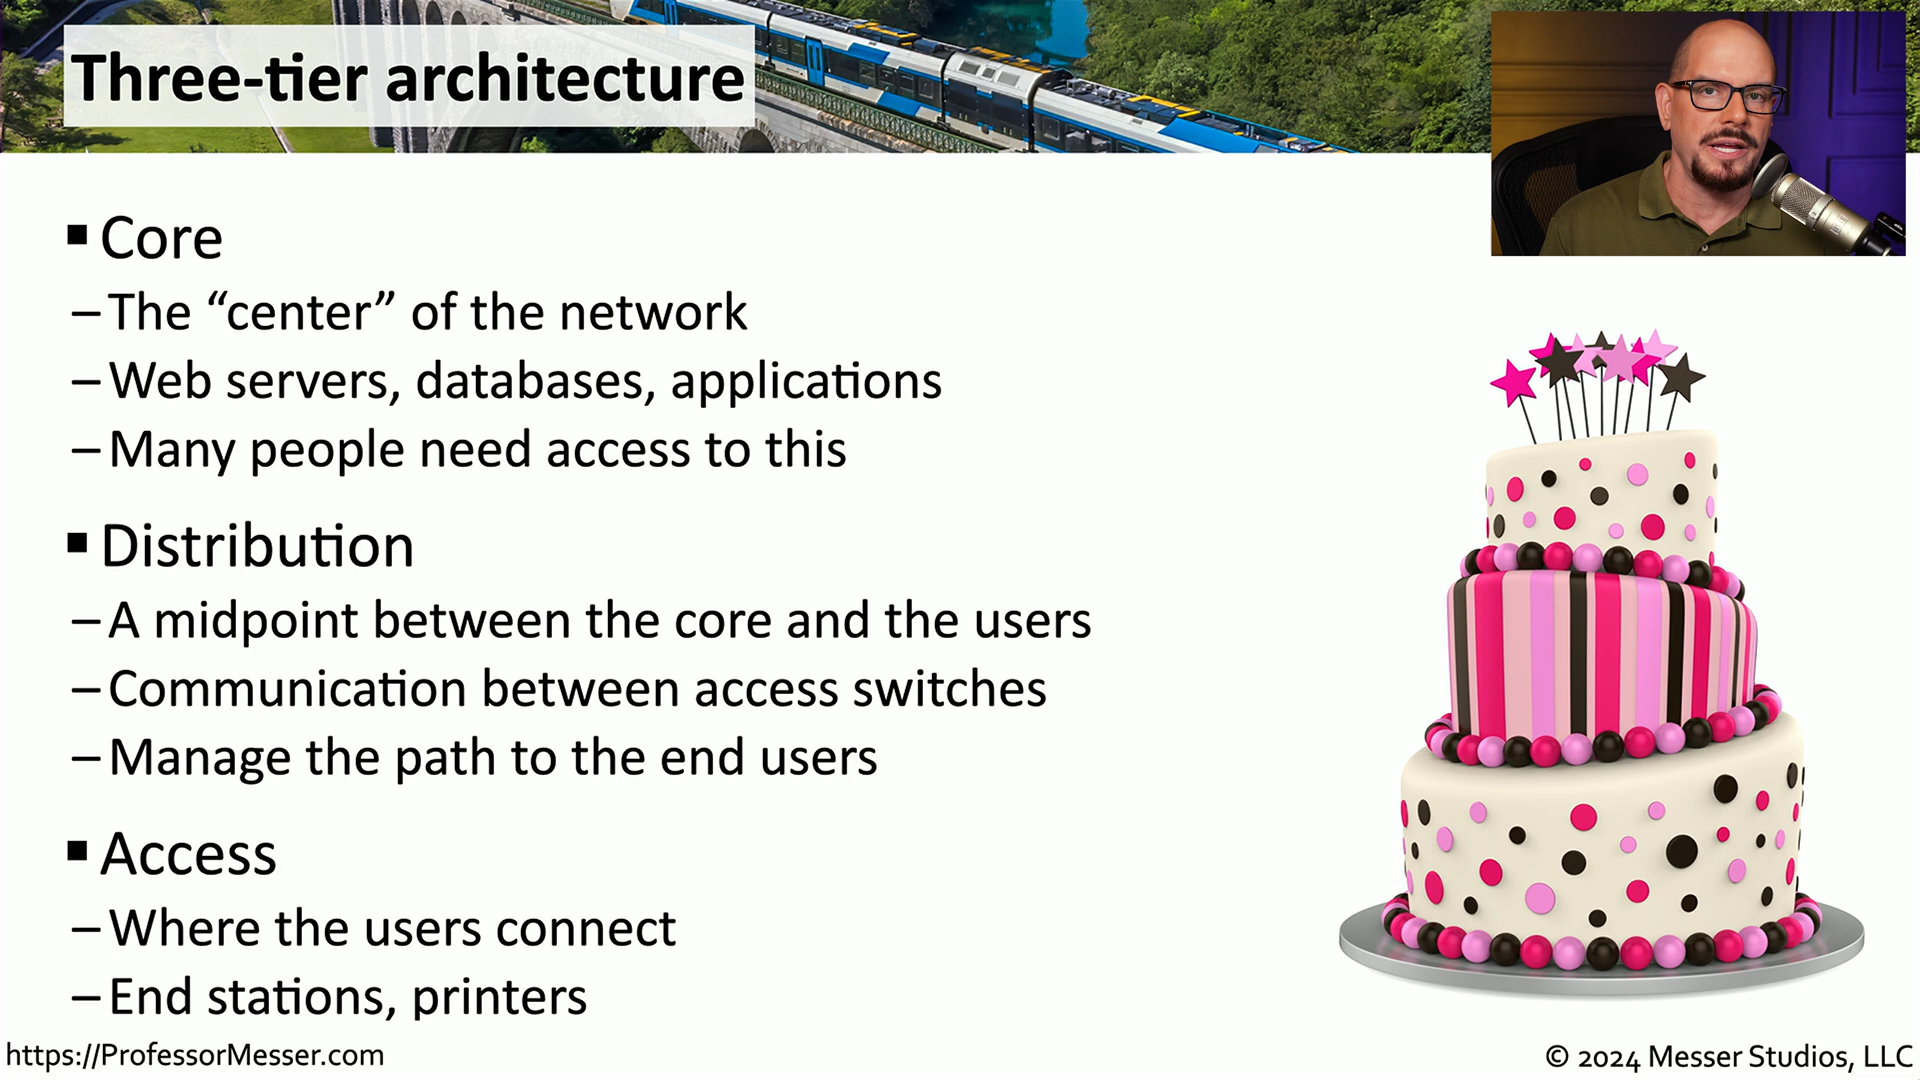 Three-tier architecture
▪ Core
– The “center” of the network
– Web servers, databases, applications
– Many people need access to this
▪ Distribution
– A midpoint between the core and the users
– Communication between access switches
– Manage the path to the end users
▪ Access
– Where the users connect
– End stations, printers
https://ProfessorMesser.com
© 2024 Messer Studios, LLC